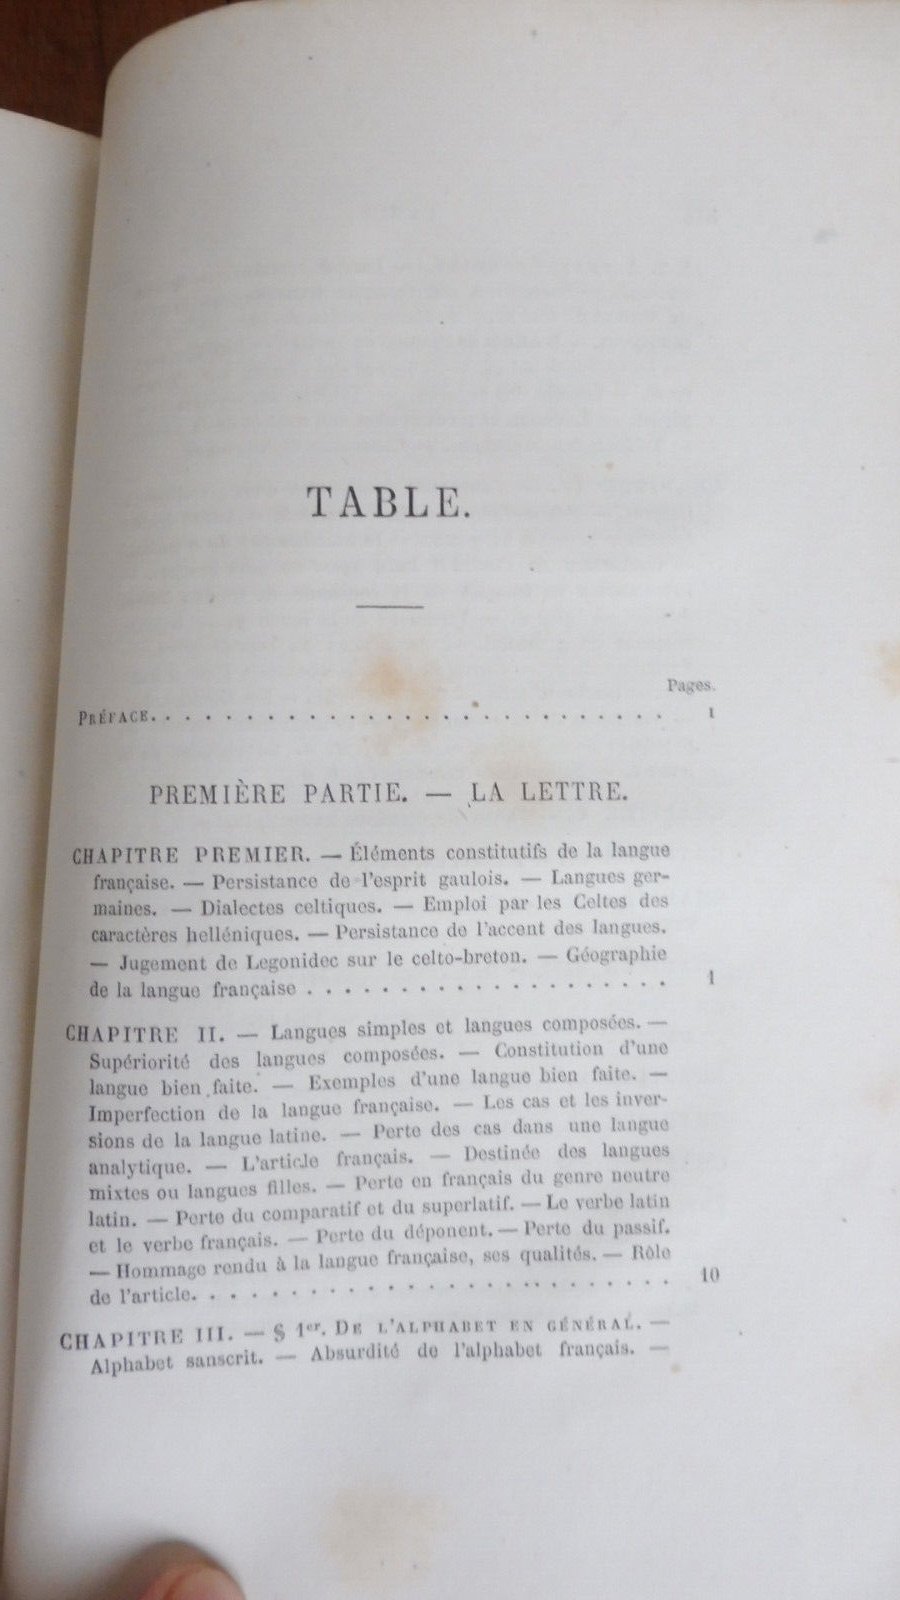 TABLE.
Pages.
PRÉFACE. . . . . . . . . . . . . . . . . . . . . . . . . . . . I
PREMIÈRE PARTIE. — LA LETTRE.
CHAPITRE PREMIER. — Éléments constitutifs de la langue
française. — Persistance de l'esprit gaulois. — Langues ger-
maines. — Dialectes celtiques. — Emploi par les Celtes des
caractères helléniques. — Persistance de l'accent des langues.
— Jugement de Legonidec sur le celto-breton. — Géographie
de la langue française . . . . . . . . . . . . . . . . . . . . 1
CHAPITRE II. — Langues simples et langues composées. —
Supériorité des langues composées. — Constitution d'une
langue bien faite. — Exemples d'une langue bien faite. —
Imperfection de la langue française. — Les cas et les inver-
sions de la langue latine. — Perte des cas dans une langue
analytique. — L'article français. — Destinée des langues
mixtes ou langues filles. — Perte en français du genre neutre
latin. — Perte du comparatif et du superlatif. — Le verbe latin
et le verbe français. — Perte du déponent. — Perte du passif.
— Hommage rendu à la langue française, ses qualités. — Rôle
de l'article. . . . . . . . . . . . . . . . . . . . . . . . . 10
CHAPITRE III. — § 1er. DE L'ALPHABET EN GÉNÉRAL. —
Alphabet sanscrit. — Absurdité de l'alphabet français. —